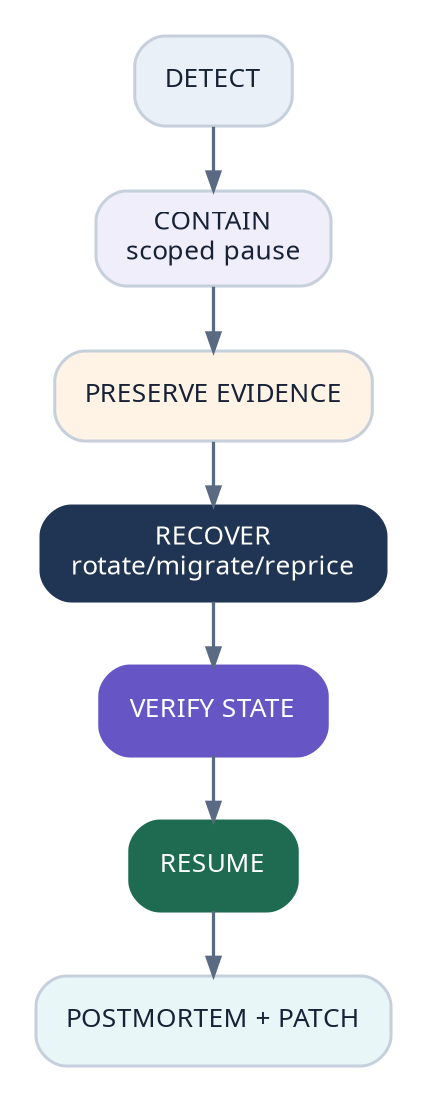 DETECT
CONTAIN
scoped pause
PRESERVE EVIDENCE
RECOVER
rotate/migrate/reprice
VERIFY STATE
RESUME
POSTMORTEM + PATCH